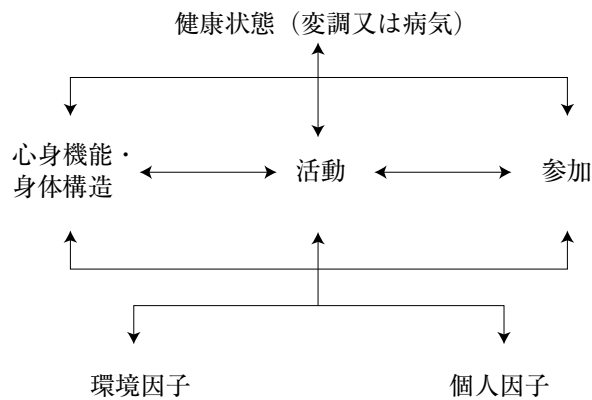 健康状態（変調又は病気）
心身機能・
身体構造
活動
参加
環境因子
個人因子